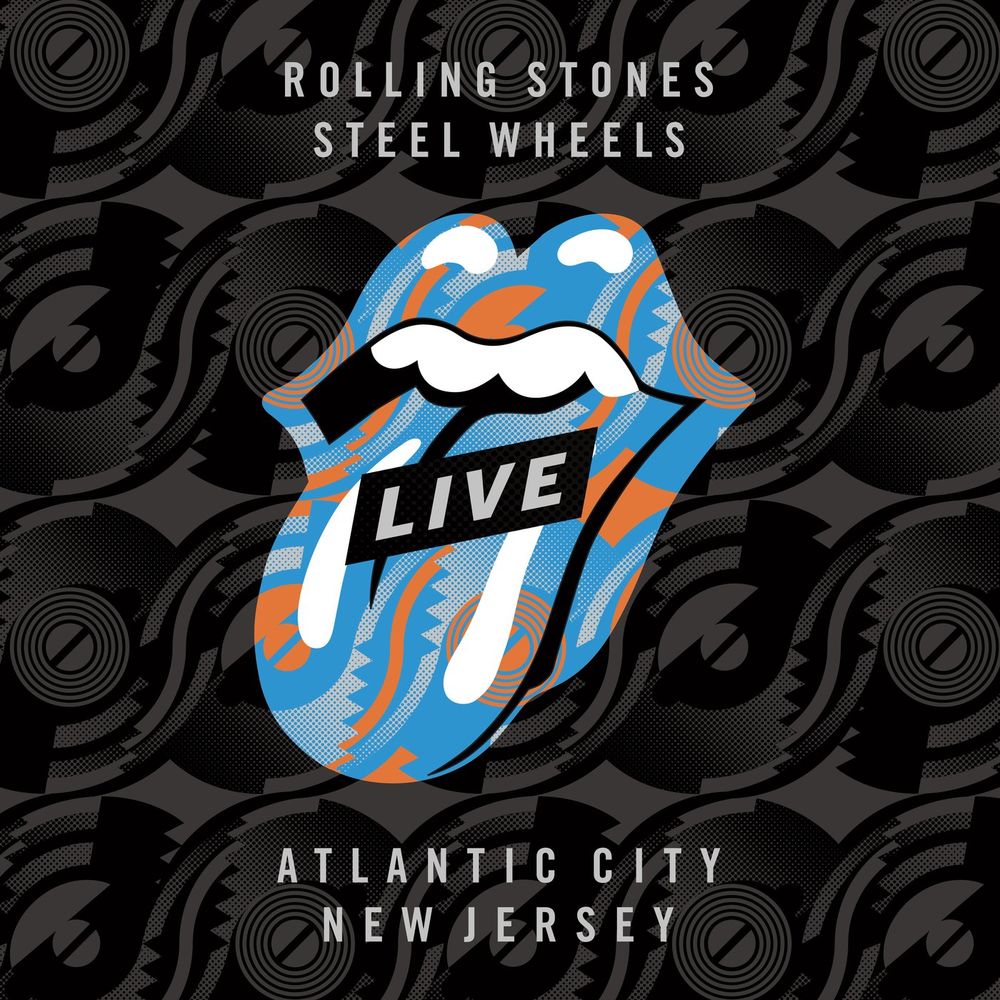 ROLLING STONES
STEEL WHEELS
LIVE
ATLANTIC CITY
NEW JERSEY